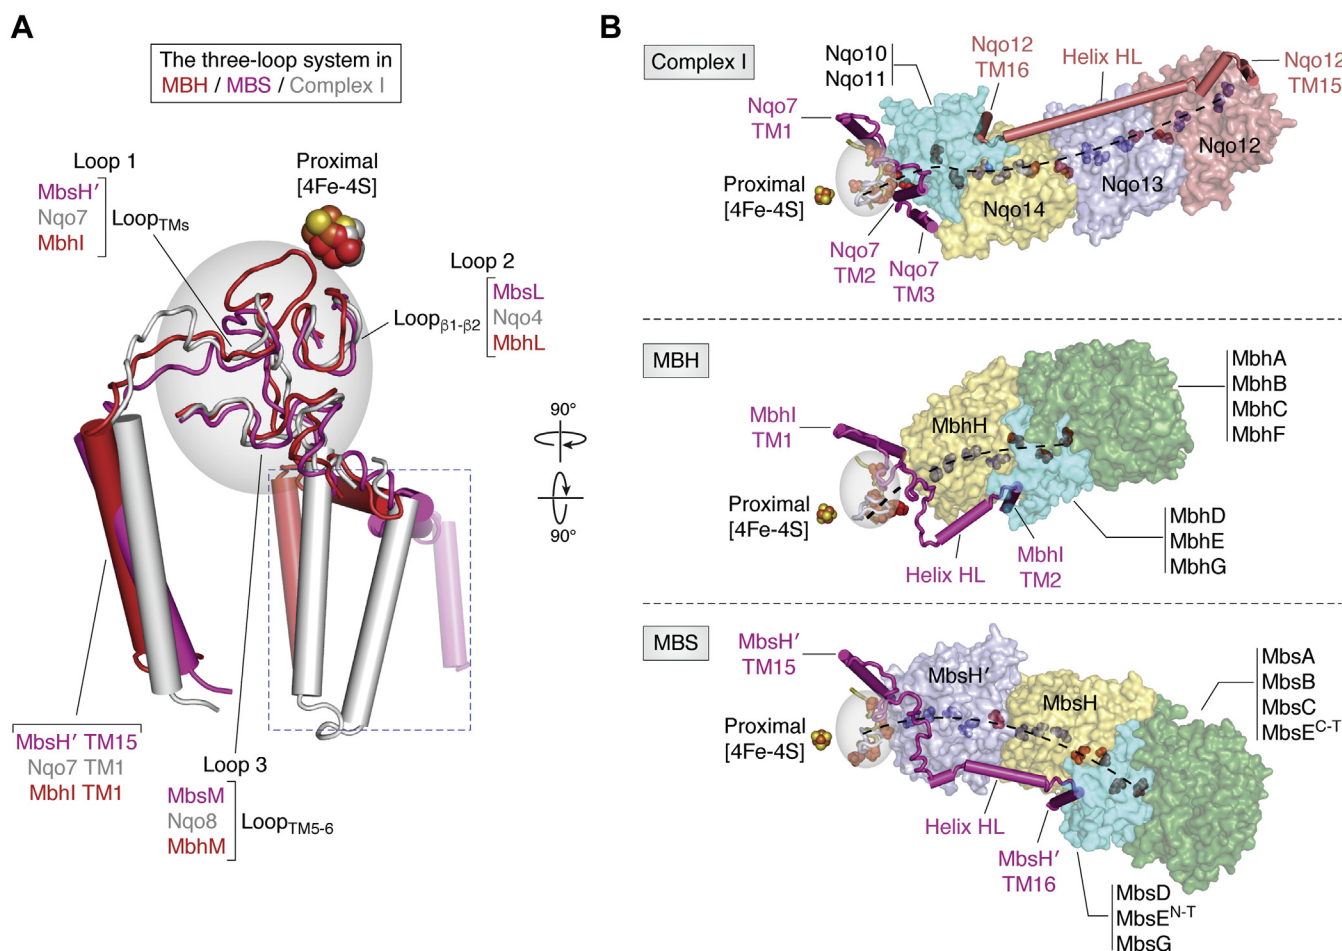 A
The three-loop system in
MBH / MBS / Complex I
Loop 1
MbsH′
Nqo7
MbhI
LoopTMs
Proximal
[4Fe-4S]
Loop 2
MbsL
Nqo4
MbhL
Loopβ1-β2
90°
90°
MbsH′ TM15
Nqo7 TM1
MbhI TM1
Loop 3
MbsM
Nqo8
MbhM
LoopTM5-6
B
Complex I
Nqo10
Nqo11
Nqo12
TM16
Helix HL
Nqo12
TM15
Nqo7
TM1
Proximal
[4Fe-4S]
Nqo12
Nqo13
Nqo14
Nqo7
TM2
Nqo7
TM3
MBH
MbhA
MbhB
MbhC
MbhF
MbhI
TM1
MbhH
Proximal
[4Fe-4S]
MbhD
MbhE
MbhG
Helix HL
MbhI
TM2
MBS
MbsH′
TM15
MbsH′
MbsH
MbsA
MbsB
MbsC
MbsE^C-T
Proximal
[4Fe-4S]
Helix HL
MbsH′
TM16
MbsD
MbsE^N-T
MbsG